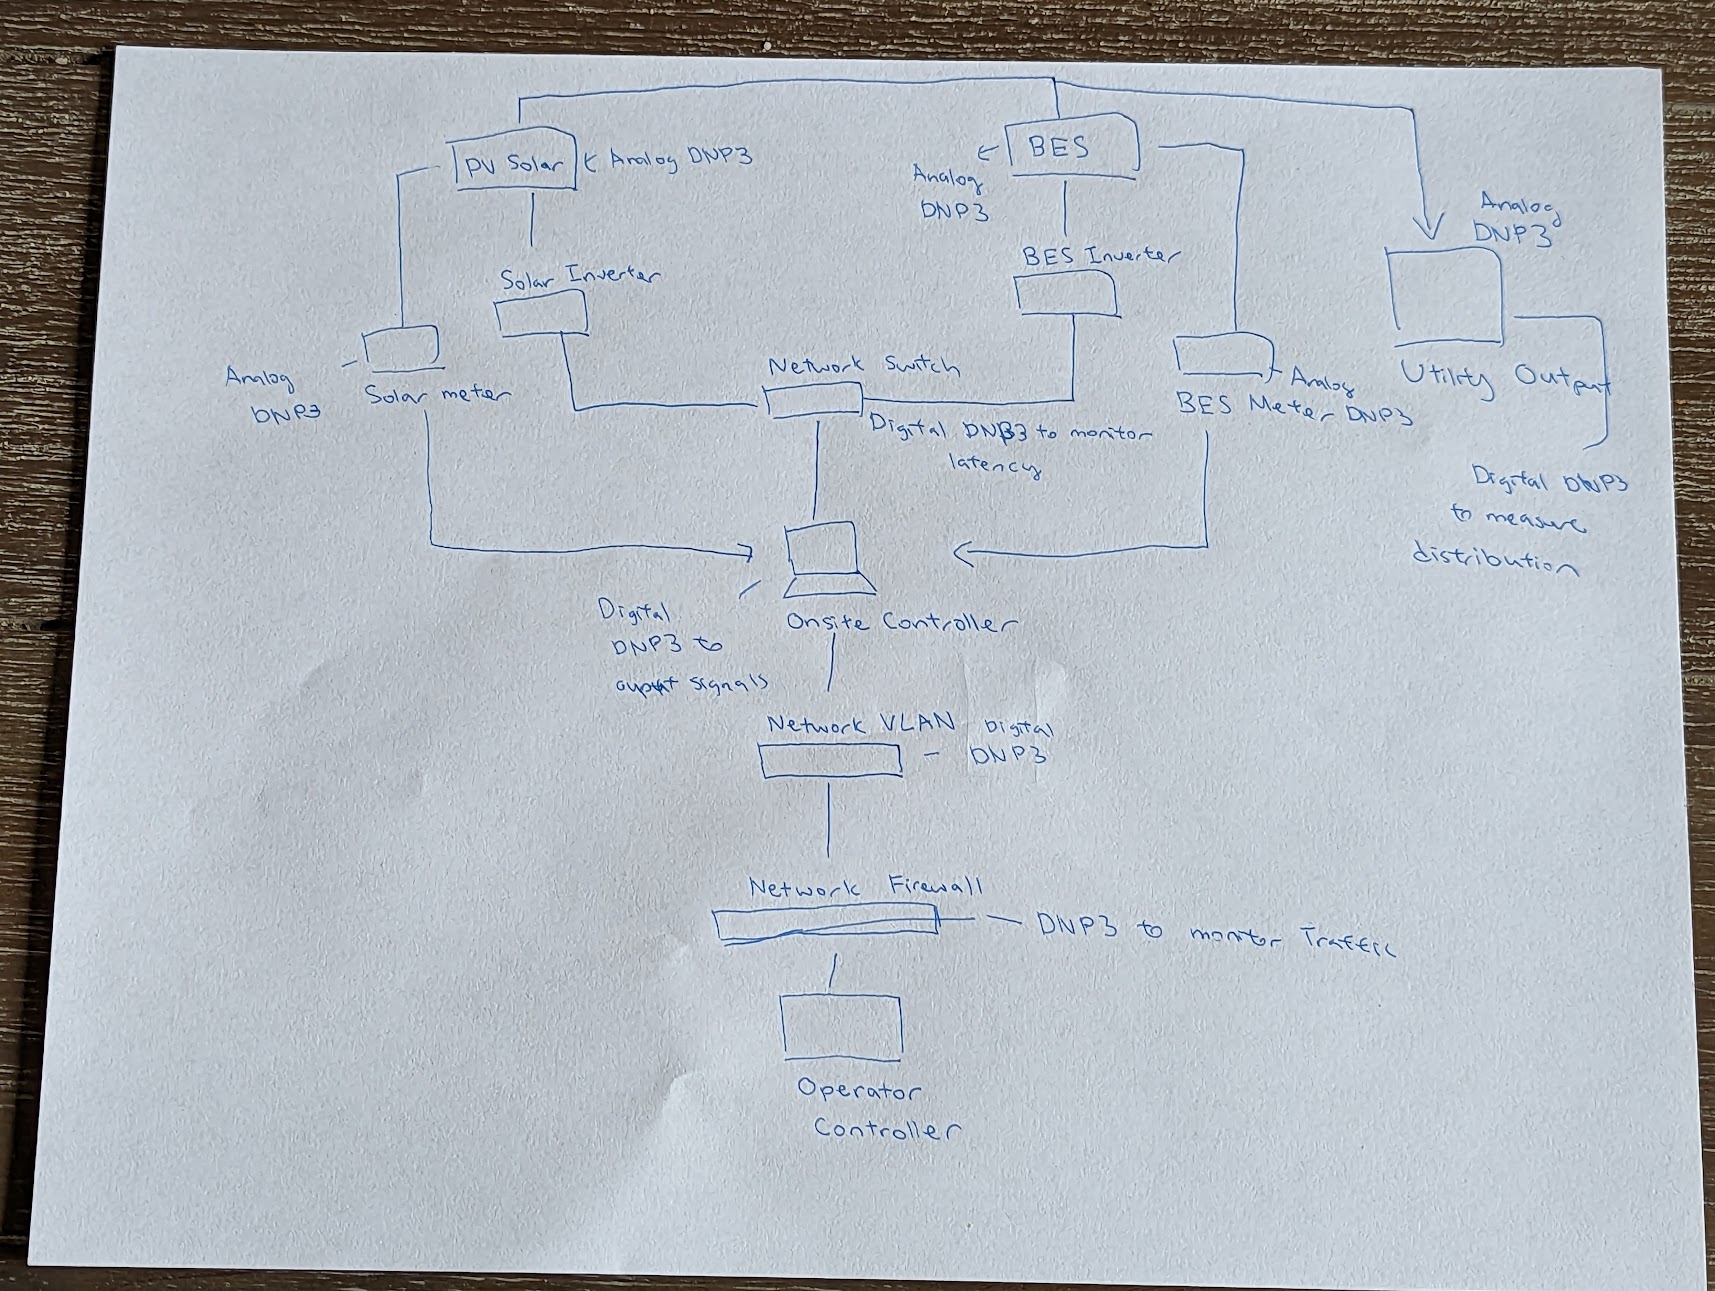 PV Solar
Analog DNP3
BES
Analog
DNP3
Analog
DNP3
Solar Inverter
BES Inverter
Analog
DNP3
Solar meter
Network Switch
Digital DNP3 to monitor
latency
Analog
BES Meter DNP3
Utility Output
Digital DNP3
to measure
distribution
Digital
DNP3 to
signals
Onsite Controller
Network VLAN
Digital
DNP3
Network Firewall
DNP3 to monitor Traffic
Operator
Controller